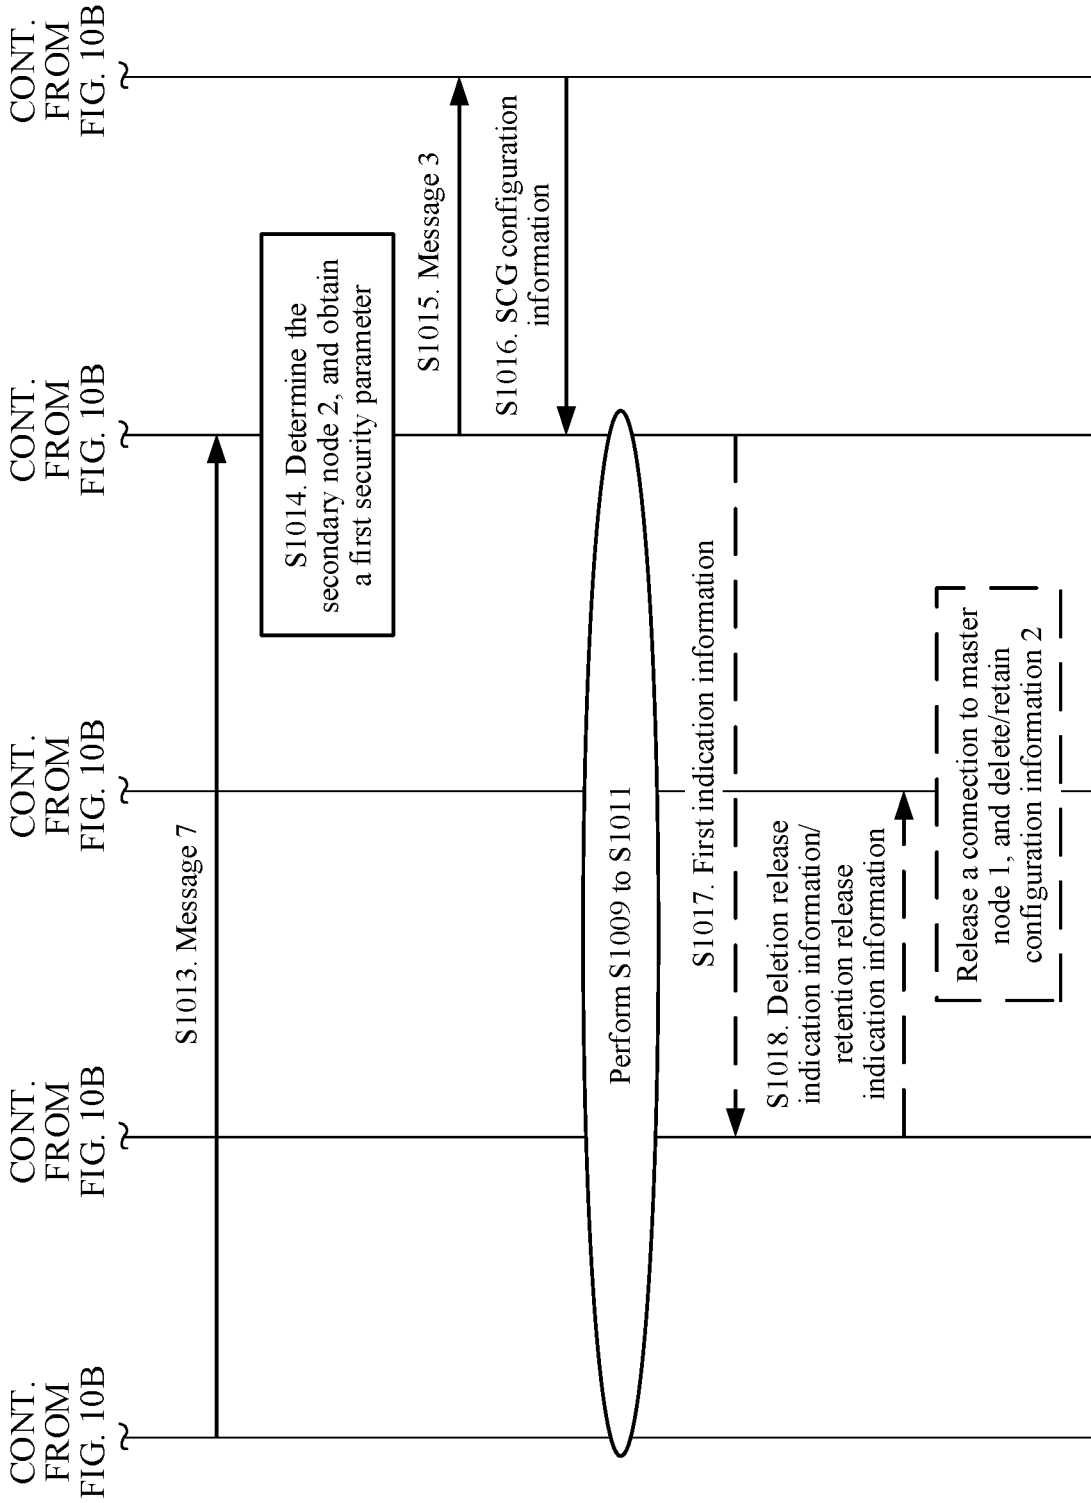 CONT.
FROM
FIG. 10B
CONT.
FROM
FIG. 10B
CONT.
FROM
FIG. 10B
CONT.
FROM
FIG. 10B
CONT.
FROM
FIG. 10B
S1013. Message 7
S1014. Determine the
secondary node 2, and obtain
a first security parameter
S1015. Message 3
S1016. SCG configuration
information
Perform S1009 to S1011
S1017. First indication information
S1018. Deletion release
indication information/
retention release
indication information
Release a connection to master
node 1, and delete/retain
configuration information 2